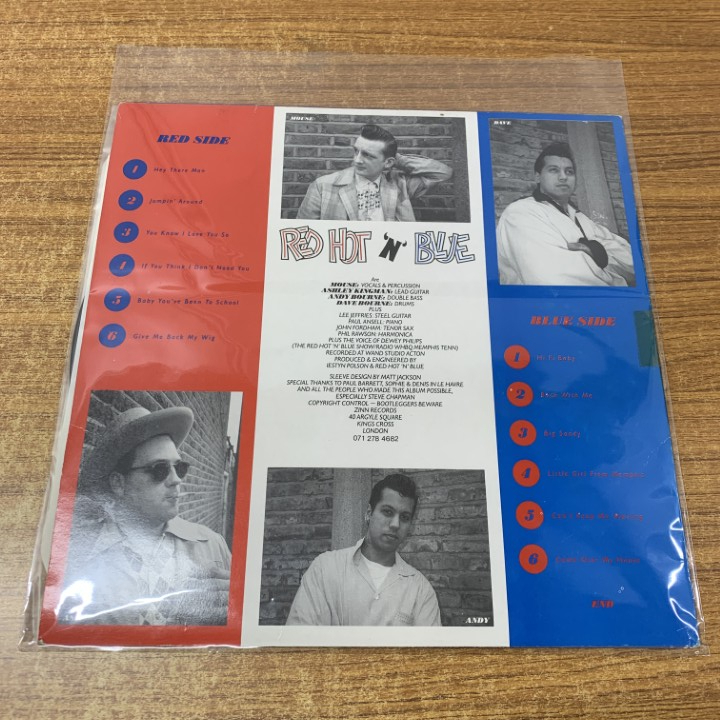 RED SIDE
1 Hey There Man
2 Jumpin' Around
3 You Know I Love You So
4 If You Think I Don't Need You
5 Baby You've Been To School
6 Give Me Back My Wig
MOUSE
RED HOT 'N' BLUE
Are
MOUSE: VOCALS & PERCUSSION
ASHLEY KINGMAN: LEAD GUITAR
ANDY BOURNE: DOUBLE BASS
DAVE BOURNE: DRUMS
PLUS
LEE JEFFRIES: STEEL GUITAR
PAUL ANSELL: PIANO
JOHN FORDHAM: TENOR SAX
PHIL RAWSON: HARMONICA
PLUS THE VOICE OF DEWEY PHILIPS
(THE RED HOT 'N' BLUE SHOW/RADIO WHBQ MEMPHIS TENN)
RECORDED AT WAND STUDIO ACTON
PRODUCED & ENGINEERED BY
IESTYN POLSON & RED HOT 'N' BLUE
SLEEVE DESIGN BY MATT JACKSON
SPECIAL THANKS TO PAUL BARRETT, SOPHIE & DENIS IN LE HAVRE
AND ALL THE PEOPLE WHO MADE THIS ALBUM POSSIBLE,
ESPECIALLY STEVE CHAPMAN
COPYRIGHT CONTROL — BOOTLEGGERS BEWARE
ZINN RECORDS
40 ARGYLE SQUARE
KINGS CROSS
LONDON
071 278 4682
ANDY
DAVE
BLUE SIDE
1 Hi Baby
2 Rock With Me
3 Big Sandy
4 Little Girl From Memphis
5
6
END